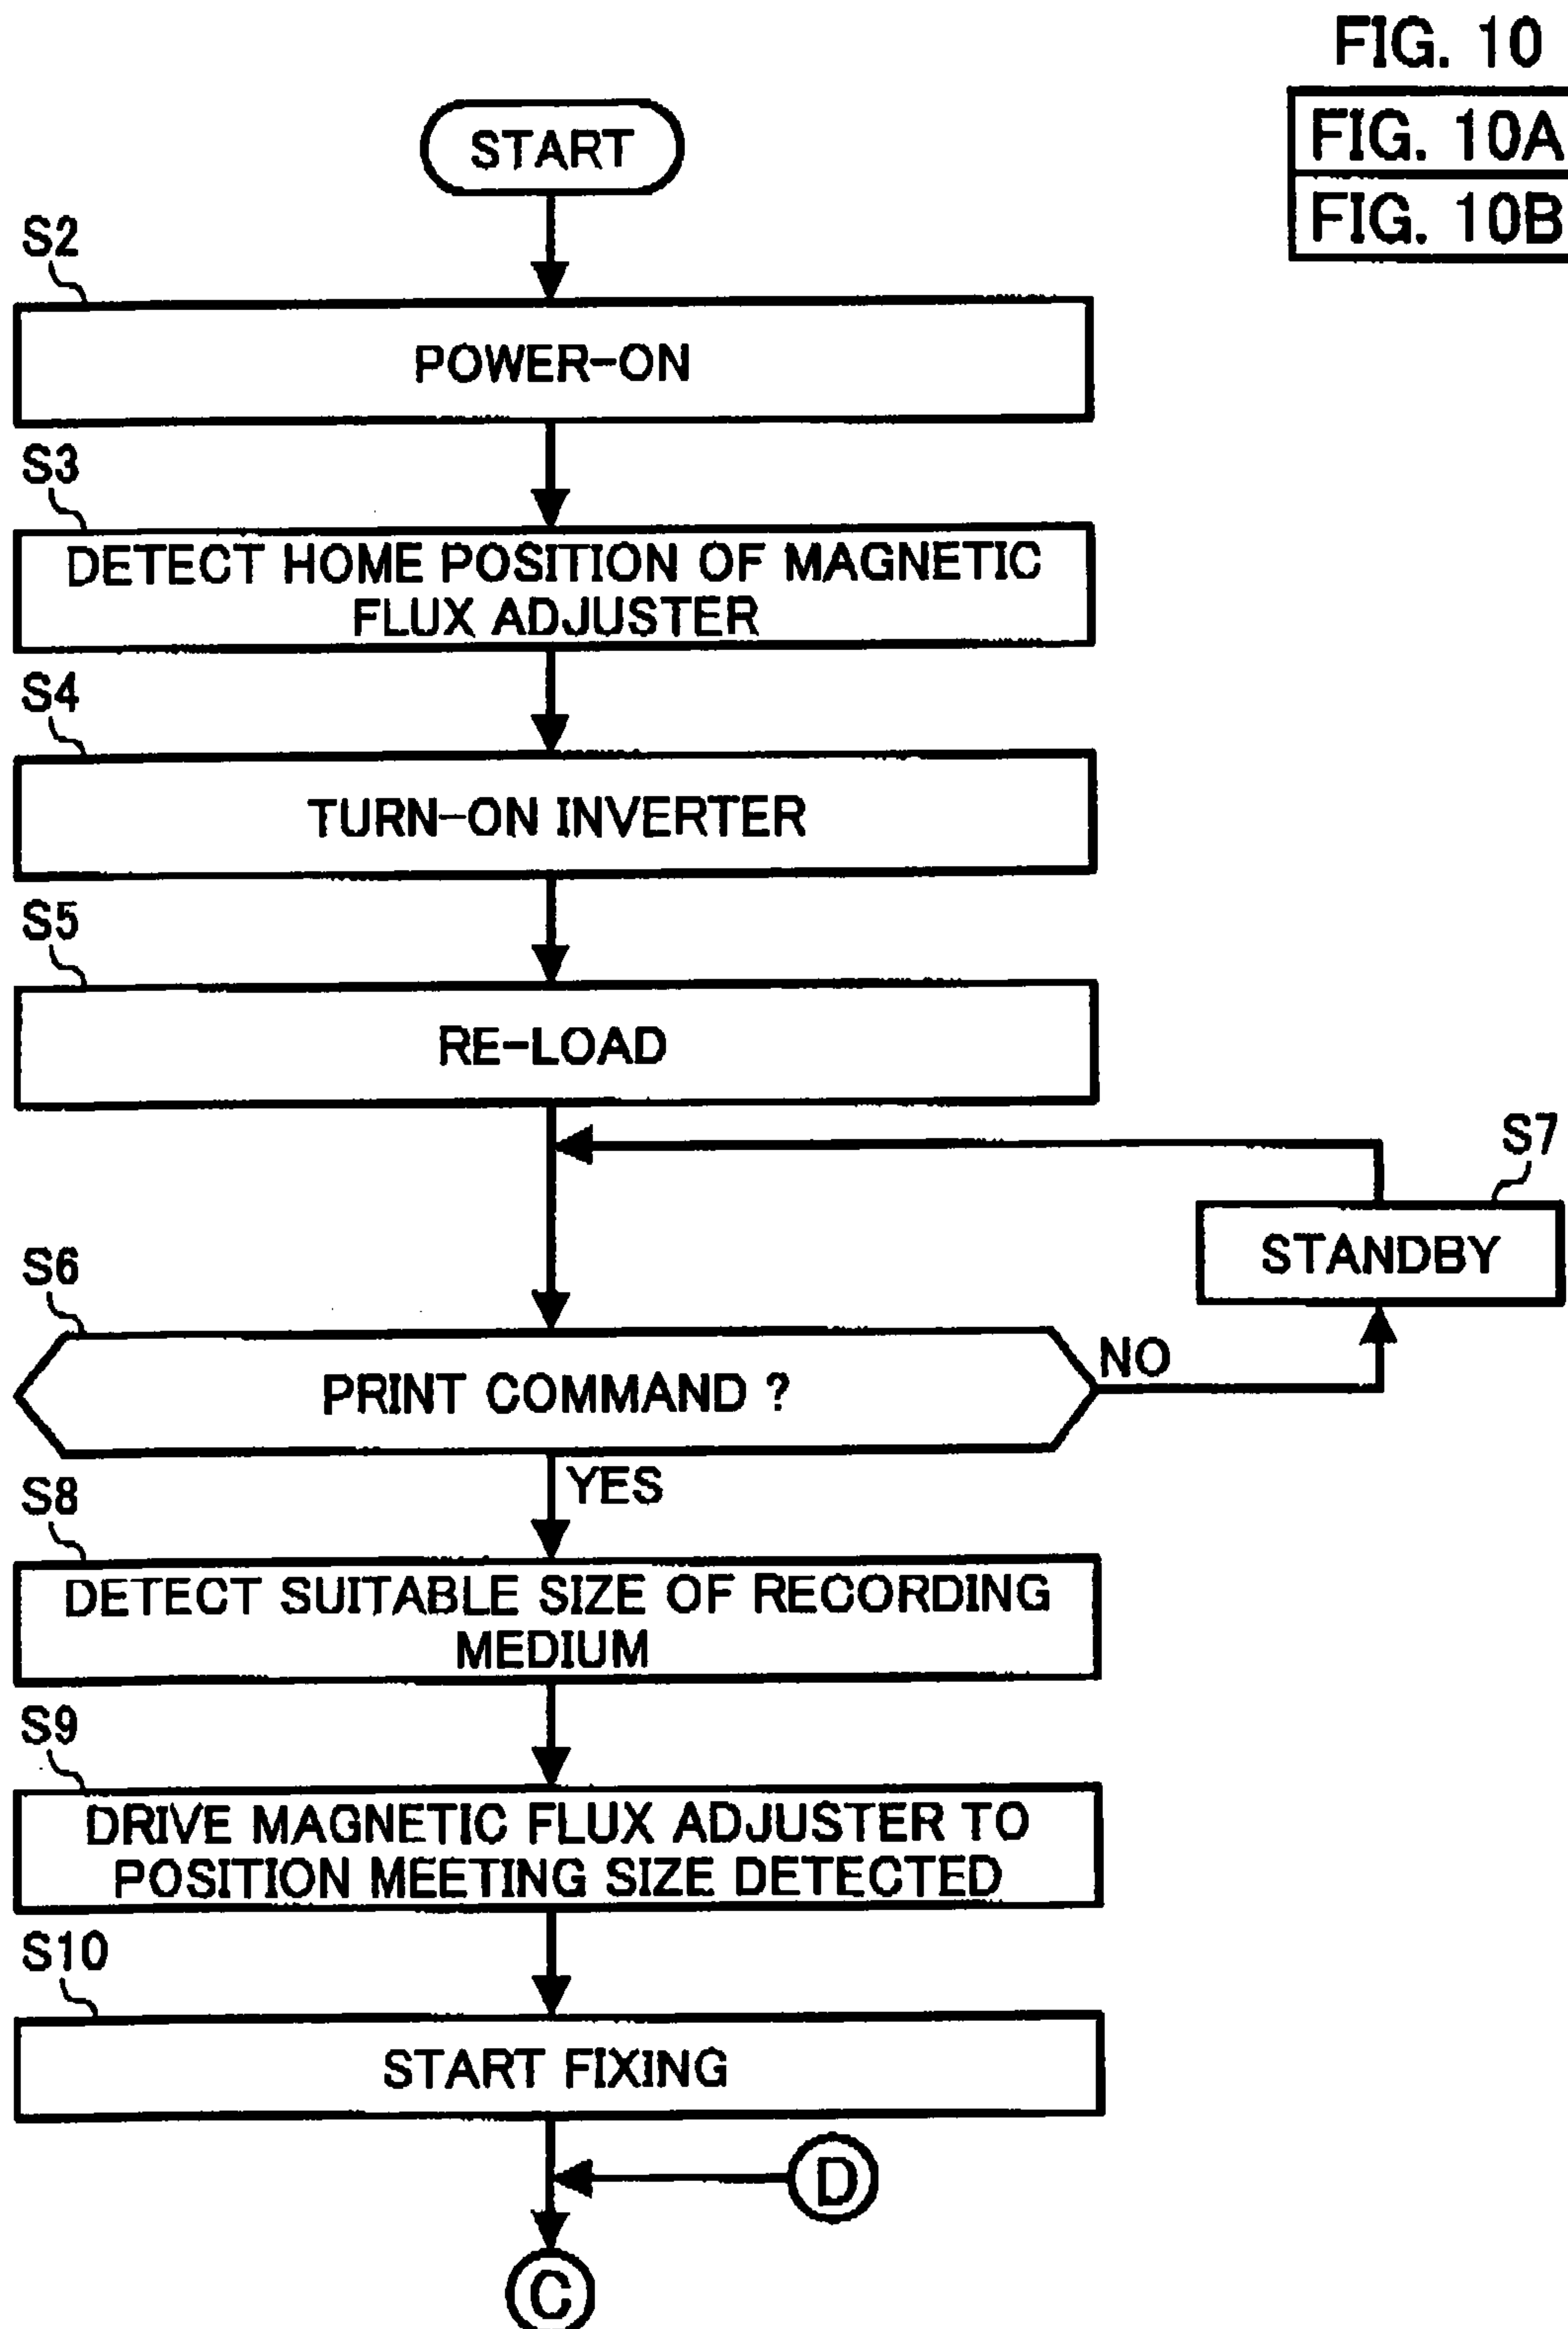 FIG. 10
FIG. 10A
FIG. 10B
START
S2
POWER-ON
S3
DETECT HOME POSITION OF MAGNETIC
FLUX ADJUSTER
S4
TURN-ON INVERTER
S5
RE-LOAD
S7
STANDBY
S6
PRINT COMMAND ?
NO
YES
S8
DETECT SUITABLE SIZE OF RECORDING
MEDIUM
S9
DRIVE MAGNETIC FLUX ADJUSTER TO
POSITION MEETING SIZE DETECTED
S10
START FIXING
D
C